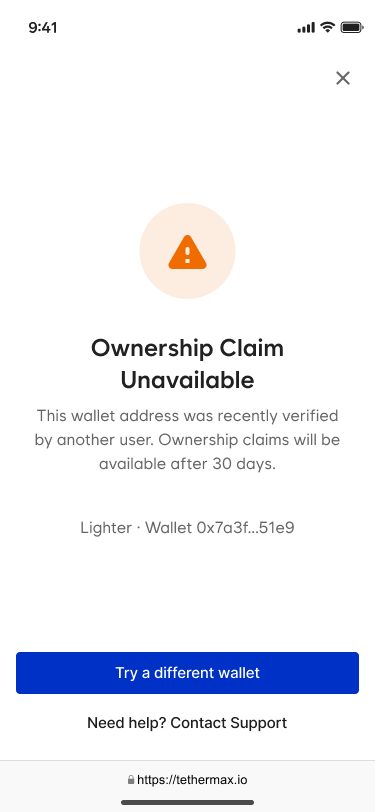 9:41
Ownership Claim
Unavailable
This wallet address was recently verified
by another user. Ownership claims will be
available after 30 days.
Lighter · Wallet 0x7a3f...51e9
Try a different wallet
Need help? Contact Support
https://tethermax.io